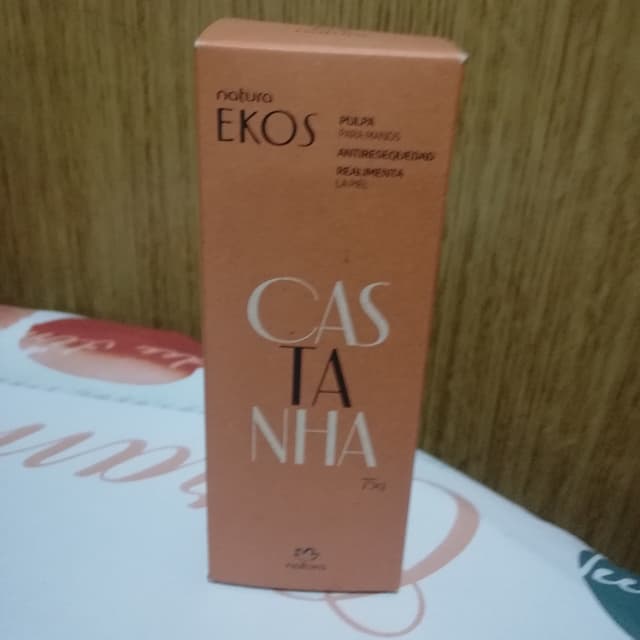 natura
EKOS
PULPA
PARA MANOS
ANTIRESEQUEDAD
REALIMENTA
LA PIEL
CAS
TA
NHA
75g
natura